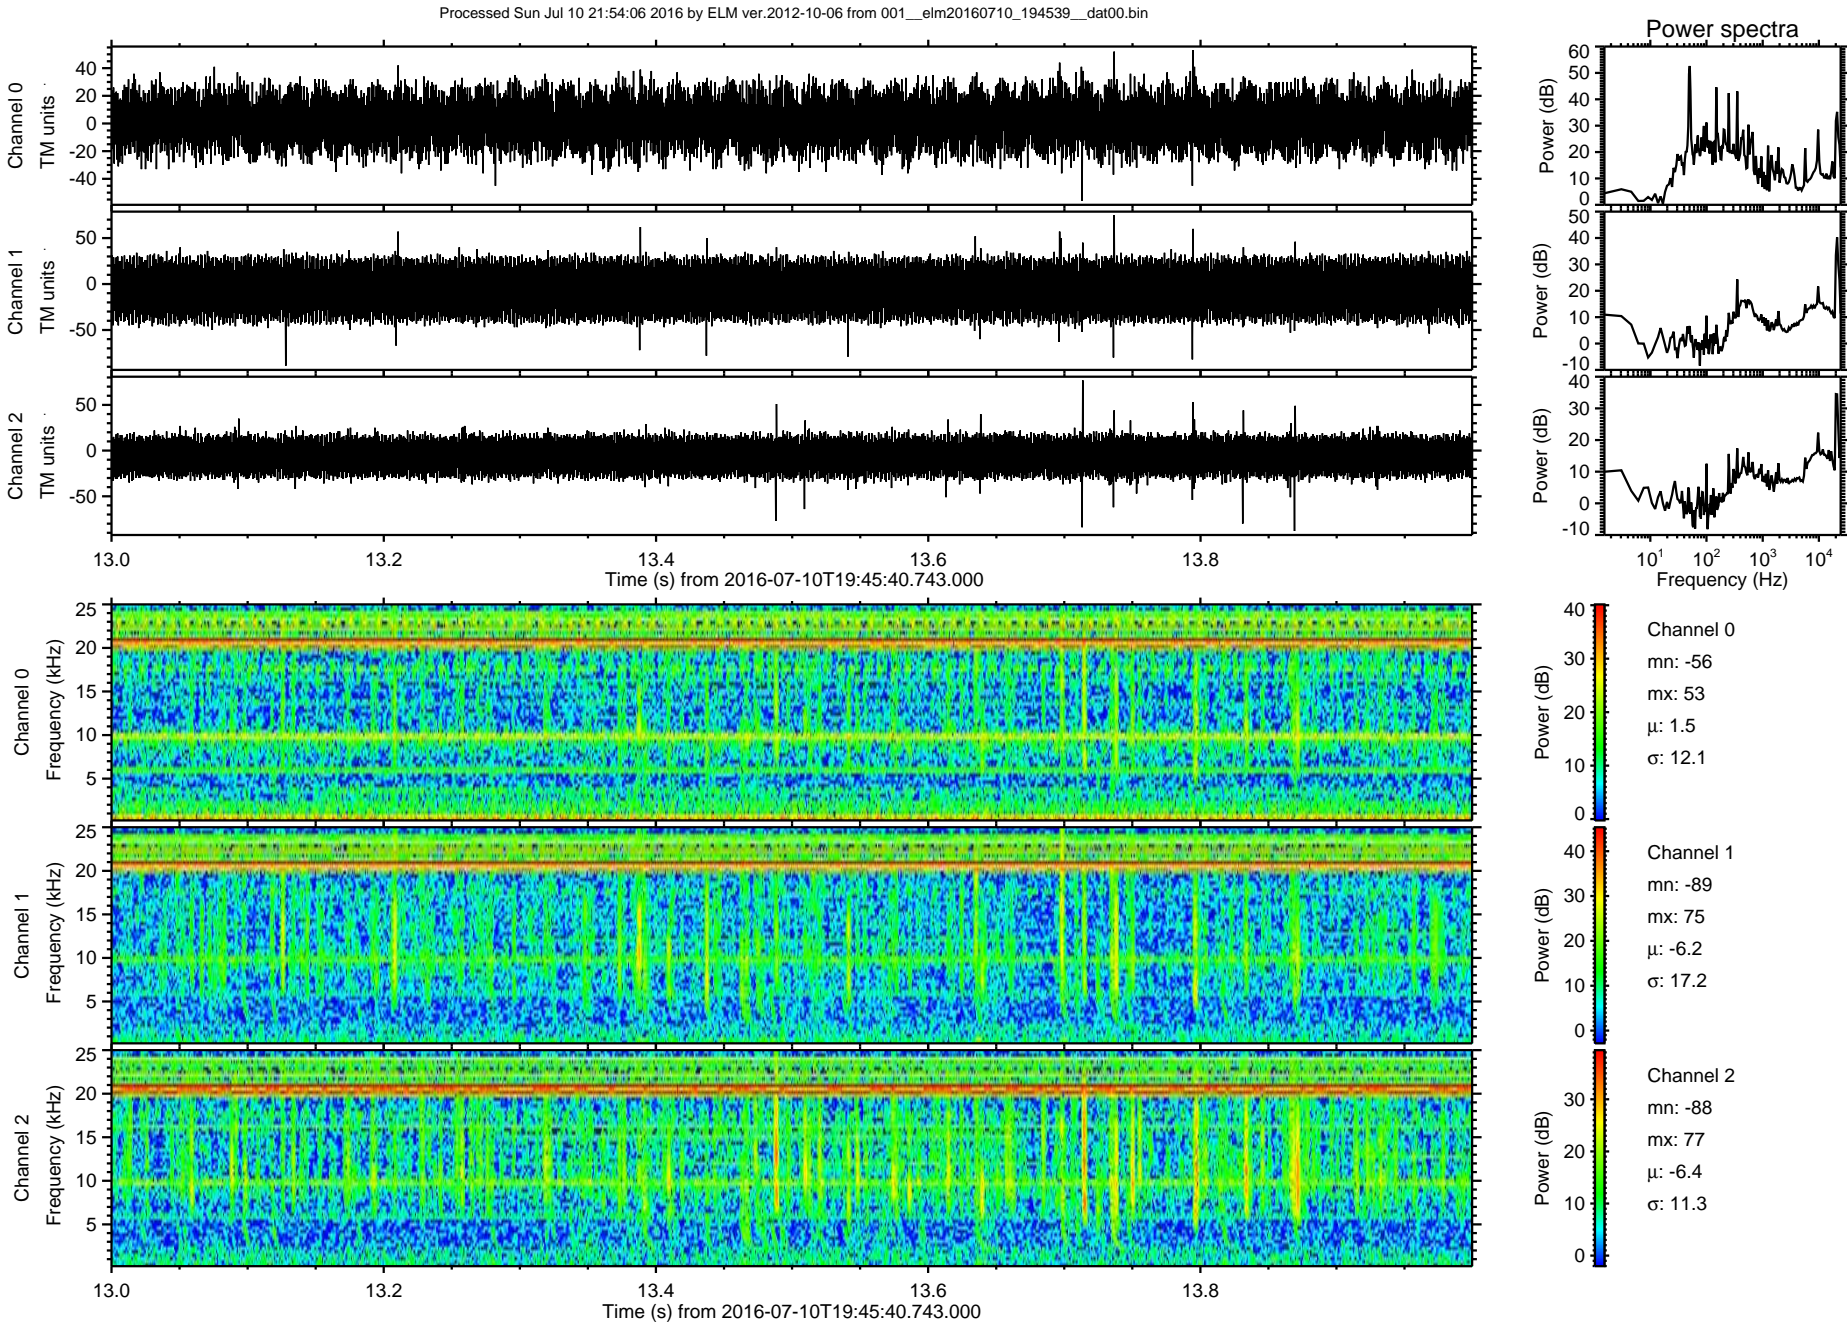 Processed Sun Jul 10 21:54:06 2016 by ELM ver.2012-10-06 from 001__elm20160710_194539__dat00.bin
Power spectra
Channel 0
TM units
40
20
0
-20
-40
Power (dB)
60
50
40
30
20
10
0
Channel 1
TM units
50
0
-50
Power (dB)
50
40
30
20
10
0
-10
Channel 2
TM units
50
0
-50
Power (dB)
40
30
20
10
0
-10
13.0 13.2 13.4 13.6 13.8
Time (s) from 2016-07-10T19:45:40.743.000
10^1 10^2 10^3 10^4
Frequency (Hz)
Channel 0
Frequency (kHz)
25
20
15
10
5
Power (dB)
40
30
20
10
0
Channel 0
mn: -56
mx: 53
μ: 1.5
σ: 12.1
Channel 1
Frequency (kHz)
25
20
15
10
5
Power (dB)
40
30
20
10
0
Channel 1
mn: -89
mx: 75
μ: -6.2
σ: 17.2
Channel 2
Frequency (kHz)
25
20
15
10
5
Power (dB)
30
20
10
0
Channel 2
mn: -88
mx: 77
μ: -6.4
σ: 11.3
13.0 13.2 13.4 13.6 13.8
Time (s) from 2016-07-10T19:45:40.743.000